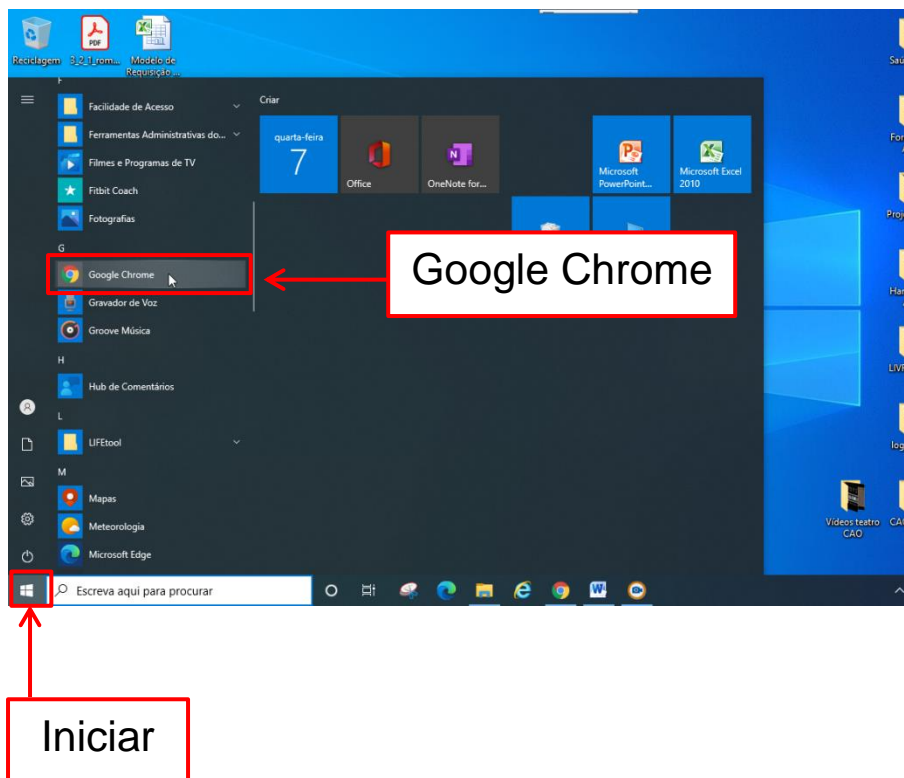 PDF
Reciclagem 3_2_1_rom... Modelo de
Requisição ...
Facilidade de Acesso
Ferramentas Administrativas do...
Filmes e Programas de TV
Fitbit Coach
Fotografias
G
Google Chrome
Gravador de Voz
Groove Música
H
Hub de Comentários
L
LIFEtool
M
Mapas
Meteorologia
Microsoft Edge
Criar
quarta-feira
7
Office
OneNote for...
Microsoft
PowerPoint...
Microsoft Excel
2010
Google Chrome
Vídeos teatro
CAO
Escreva aqui para procurar
Iniciar